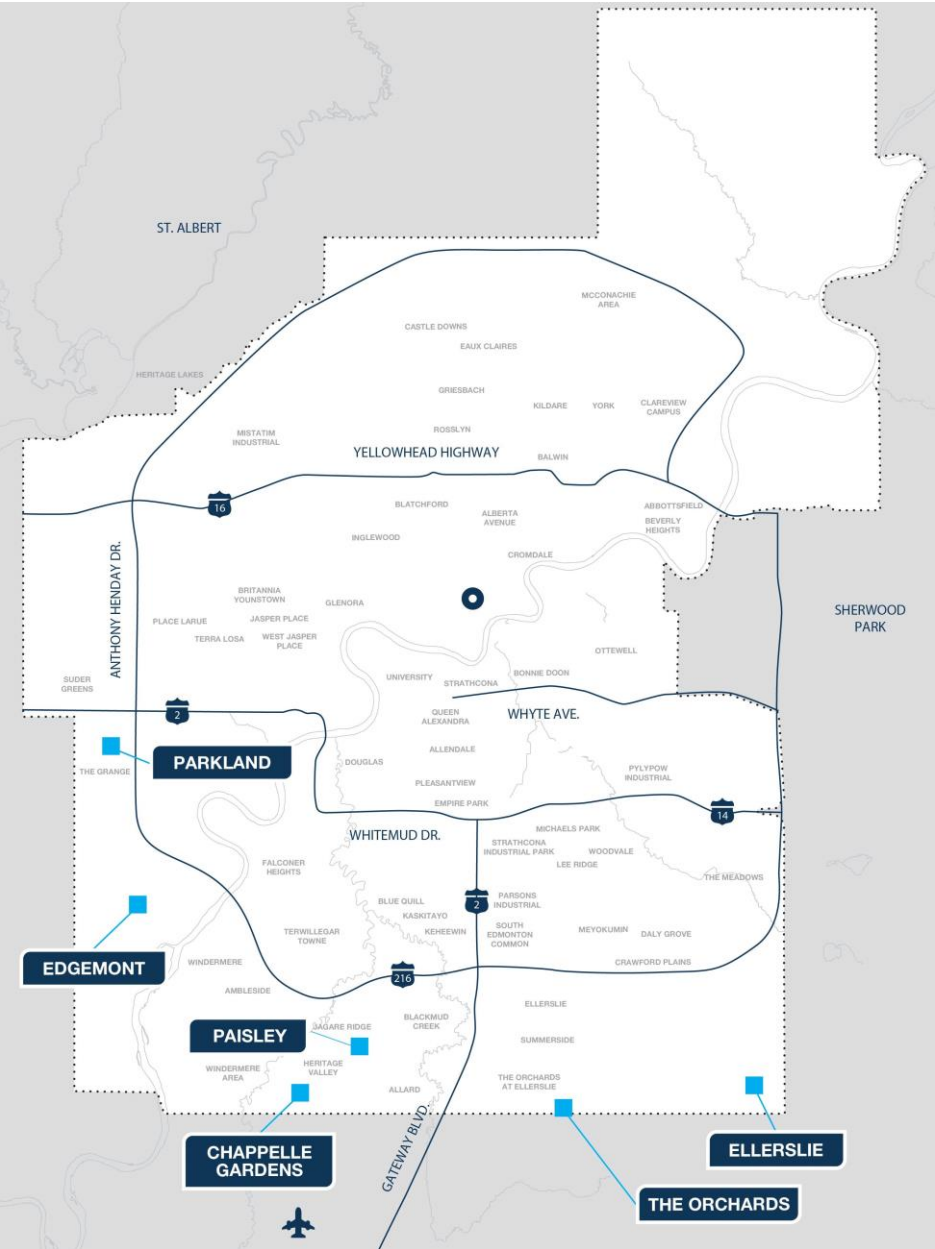 ST. ALBERT
MCCONACHIE
AREA
CASTLE DOWNS
EAUX CLAIRES
HERITAGE LAKES
GRIESBACH
KILDARE
YORK
CLAREVIEW
CAMPUS
MISTATIM
INDUSTRIAL
ROSSLYN
YELLOWHEAD HIGHWAY
BALWIN
16
BLATCHFORD
ALBERTA
AVENUE
ABBOTTSFIELD
BEVERLY
HEIGHTS
INGLEWOOD
CROMDALE
ANTHONY HENDAY DR.
BRITANNIA
YOUNSTOWN
GLENORA
PLACE LARUE
JASPER PLACE
TERRA LOSA
WEST JASPER
PLACE
SHERWOOD
PARK
OTTEWELL
SUDER
GREENS
UNIVERSITY
STRATHCONA
BONNIE DOON
2
QUEEN
ALEXANDRA
WHYTE AVE.
PARKLAND
THE GRANGE
DOUGLAS
ALLENDALE
PLEASANTVIEW
PYLYPOW
INDUSTRIAL
EMPIRE PARK
14
WHITEMUD DR.
MICHAELS PARK
STRATHCONA
INDUSTRIAL PARK
WOODVALE
LEE RIDGE
FALCONER
HEIGHTS
THE MEADOWS
BLUE QUILL
2
PARSONS
INDUSTRIAL
KASKITAYO
KEHEEWIN
SOUTH
EDMONTON
COMMON
MEYOKUMIN
DALY GROVE
TERWILLEGAR
TOWNE
EDGEMONT
WINDERMERE
CRAWFORD PLAINS
216
AMBLESIDE
ELLERSLIE
BLACKMUD
CREEK
JAGARE RIDGE
PAISLEY
SUMMERSIDE
WINDERMERE
AREA
HERITAGE
VALLEY
ALLARD
THE ORCHARDS
AT ELLERSLIE
GATEWAY BLVD.
CHAPPELLE
GARDENS
ELLERSLIE
THE ORCHARDS